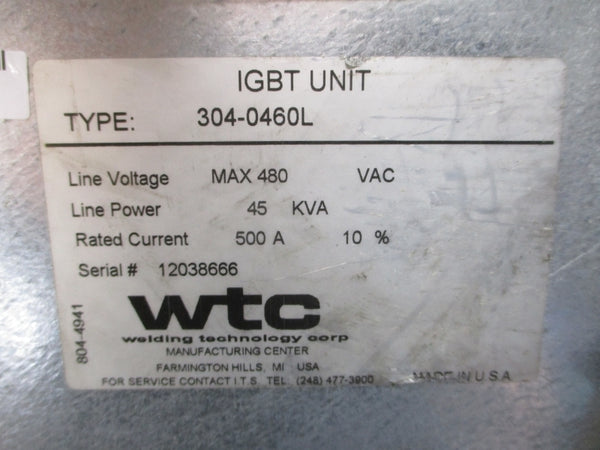 IGBT UNIT
TYPE: 304-0460L
Line Voltage MAX 480 VAC
Line Power 45 KVA
Rated Current 500 A 10 %
Serial # 12038666
804-4941
wtc
welding technology corp
MANUFACTURING CENTER
FARMINGTON HILLS, MI USA
FOR SERVICE CONTACT I.T.S. TEL: (248) 477-3900 MADE IN U.S.A